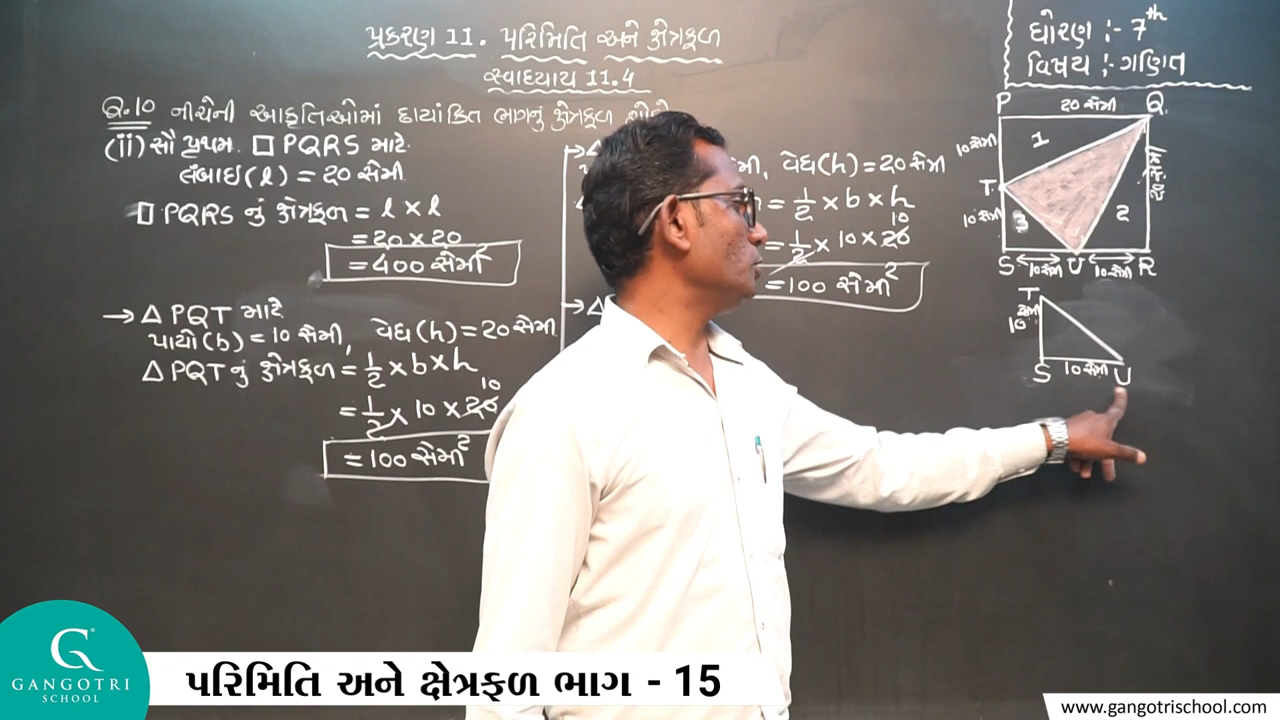 પ્રકરણ 11. પરિમિતિ અને ક્ષેત્રફળ
સ્વાધ્યાય 11.4
ધોરણ :- 7th
વિષય :- ગણિત
Q.10 નીચેની આકૃતિઓમાં છાયાંકિત ભાગનું ક્ષેત્રફળ શોધો
(ii) સૌ પ્રથમ □ PQRS માટે
લંબાઈ (l) = 20 સેમી
□ PQRS નું ક્ષેત્રફળ = l × l
= 20 × 20
= 400 સેમી²
→ △ PQT માટે
પાયો (b) = 10 સેમી, વેધ (h) = 20 સેમી
△ PQT નું ક્ષેત્રફળ = 1/2 × b × h
10
= 1/2 × 10 × 20
= 100 સેમી²
→ △
મી, વેધ (h) = 20 સેમી
= 1/2 × b × h
10
= 1/2 × 10 × 20
= 100 સેમી²
→ △
P 20 સેમી Q
10 સેમી 1
T 20 સેમી
10 સેમી 3 2
S 10 સેમી U 10 સેમી R
T
10 સેમી
S 10 સેમી U
G
GANGOTRI
SCHOOL
પરિમિતિ અને ક્ષેત્રફળ ભાગ - 15
www.gangotrischool.com